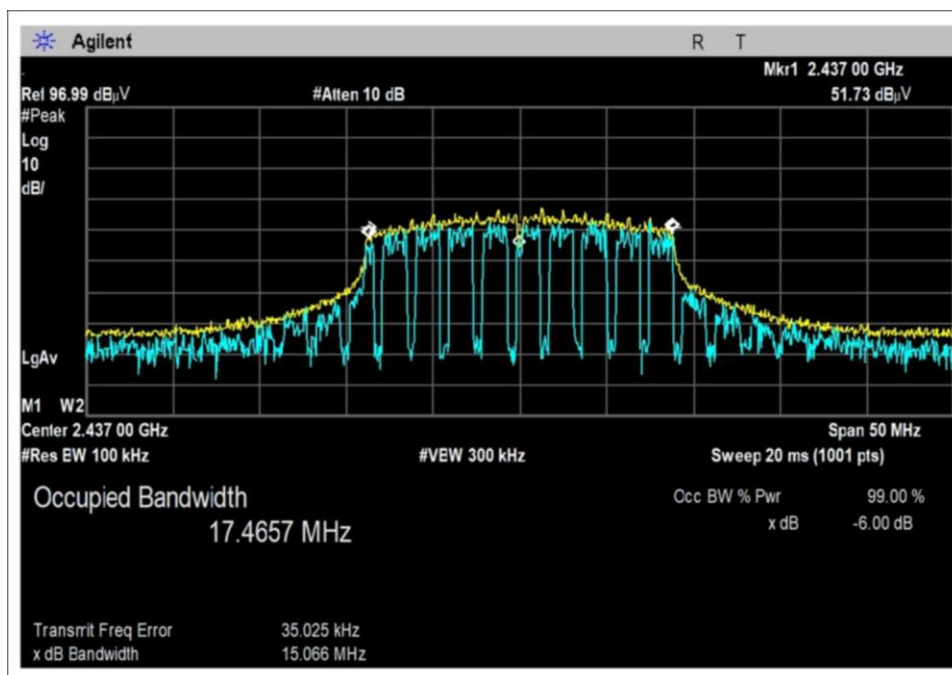 Agilent R T
Mkr1 2.437 00 GHz
Ref 96.99 dBµV #Atten 10 dB 51.73 dBµV
#Peak
Log
10
dB/
LgAv
M1 W2
Center 2.437 00 GHz Span 50 MHz
#Res BW 100 kHz #VBW 300 kHz Sweep 20 ms (1001 pts)
Occupied Bandwidth Occ BW % Pwr 99.00 %
17.4657 MHz x dB -6.00 dB
Transmit Freq Error 35.025 kHz
x dB Bandwidth 15.066 MHz